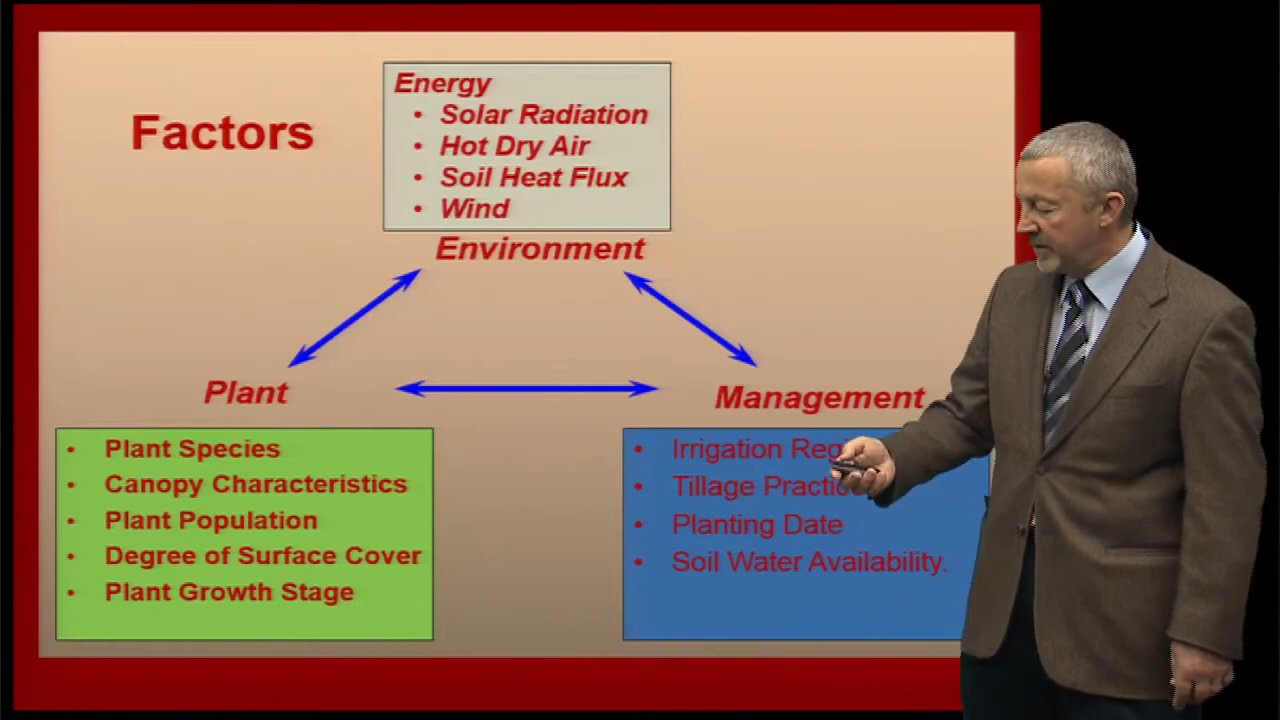 Factors
Energy
• Solar Radiation
• Hot Dry Air
• Soil Heat Flux
• Wind
Environment
Plant
Management
• Plant Species
• Canopy Characteristics
• Plant Population
• Degree of Surface Cover
• Plant Growth Stage
• Irrigation
• Tillage
• Planting Date
• Soil Water Availability.